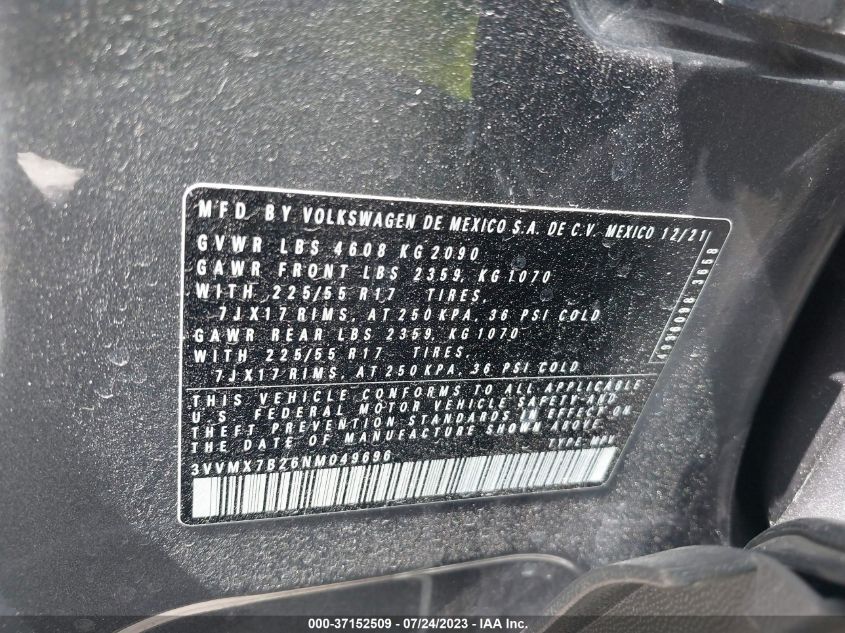 MFD. BY VOLKSWAGEN DE MEXICO S.A. DE C.V. MEXICO 12/21
GVWR LBS 4608 KG 2090
GAWR FRONT LBS 2359, KG 1070
WITH 225/55 R17 TIRES,
7JX17 RIMS, AT 250 KPA, 36 PSI COLD
GAWR REAR LBS 2359, KG 1070
WITH 225/55 R17 TIRES,
7JX17 RIMS, AT 250 KPA, 36 PSI COLD
THIS VEHICLE CONFORMS TO ALL APPLICABLE
U.S. FEDERAL MOTOR VEHICLE SAFETY AND
THEFT PREVENTION STANDARDS IN EFFECT ON
THE DATE OF MANUFACTURE SHOWN ABOVE.
3VVMX7B26NM049696 TYPE: MPV
000-37152509 - 07/24/2023 - IAA Inc.